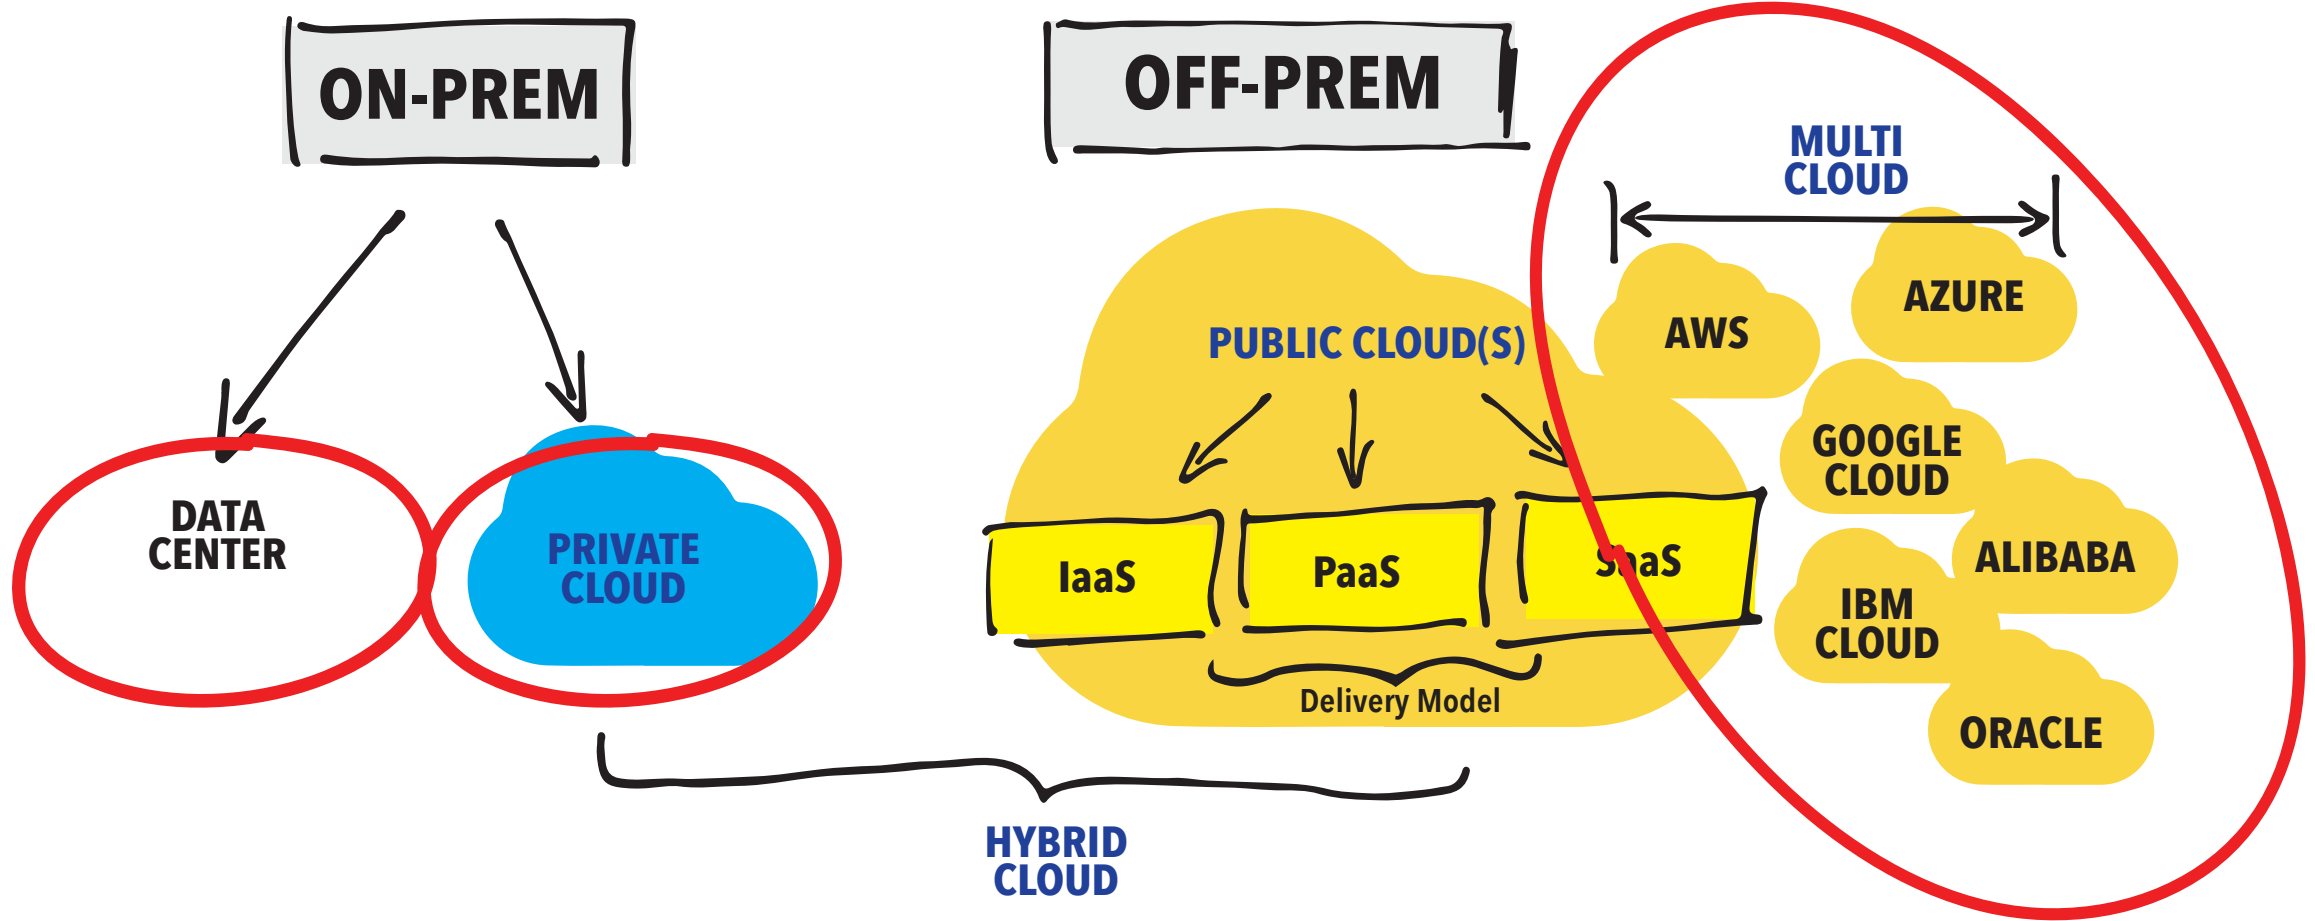 ON-PREM
OFF-PREM
MULTI
CLOUD
AZURE
AWS
PUBLIC CLOUD(S)
GOOGLE
CLOUD
DATA
CENTER
PRIVATE
CLOUD
IaaS
PaaS
SaaS
ALIBABA
IBM
CLOUD
Delivery Model
ORACLE
HYBRID
CLOUD